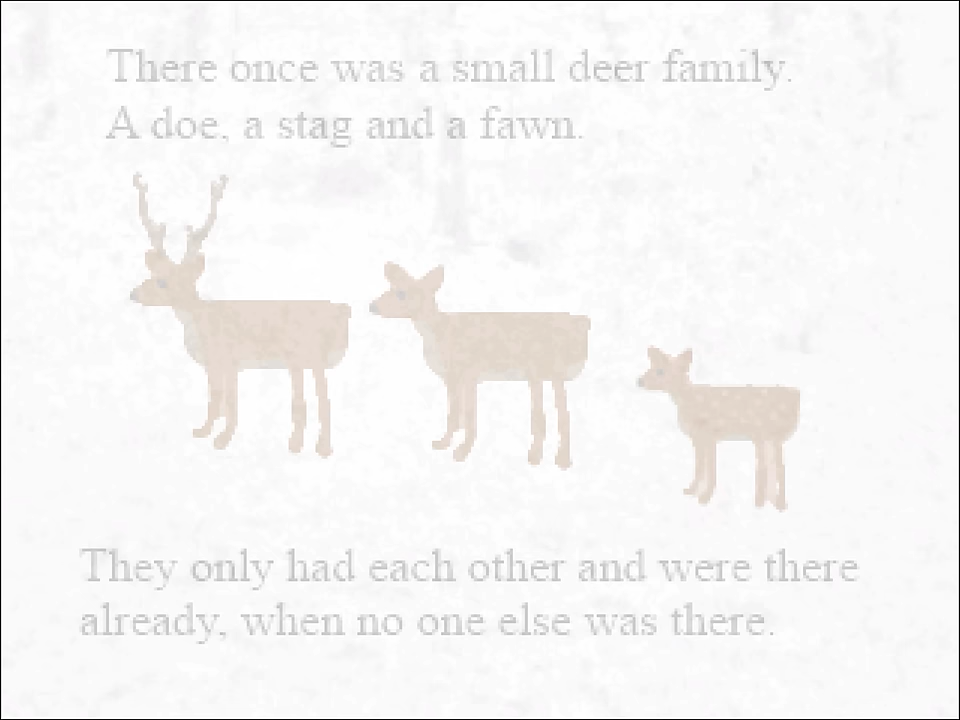 There once was a small deer family.
A doe, a stag and a fawn.
They only had each other and were there
already, when no one else was there.